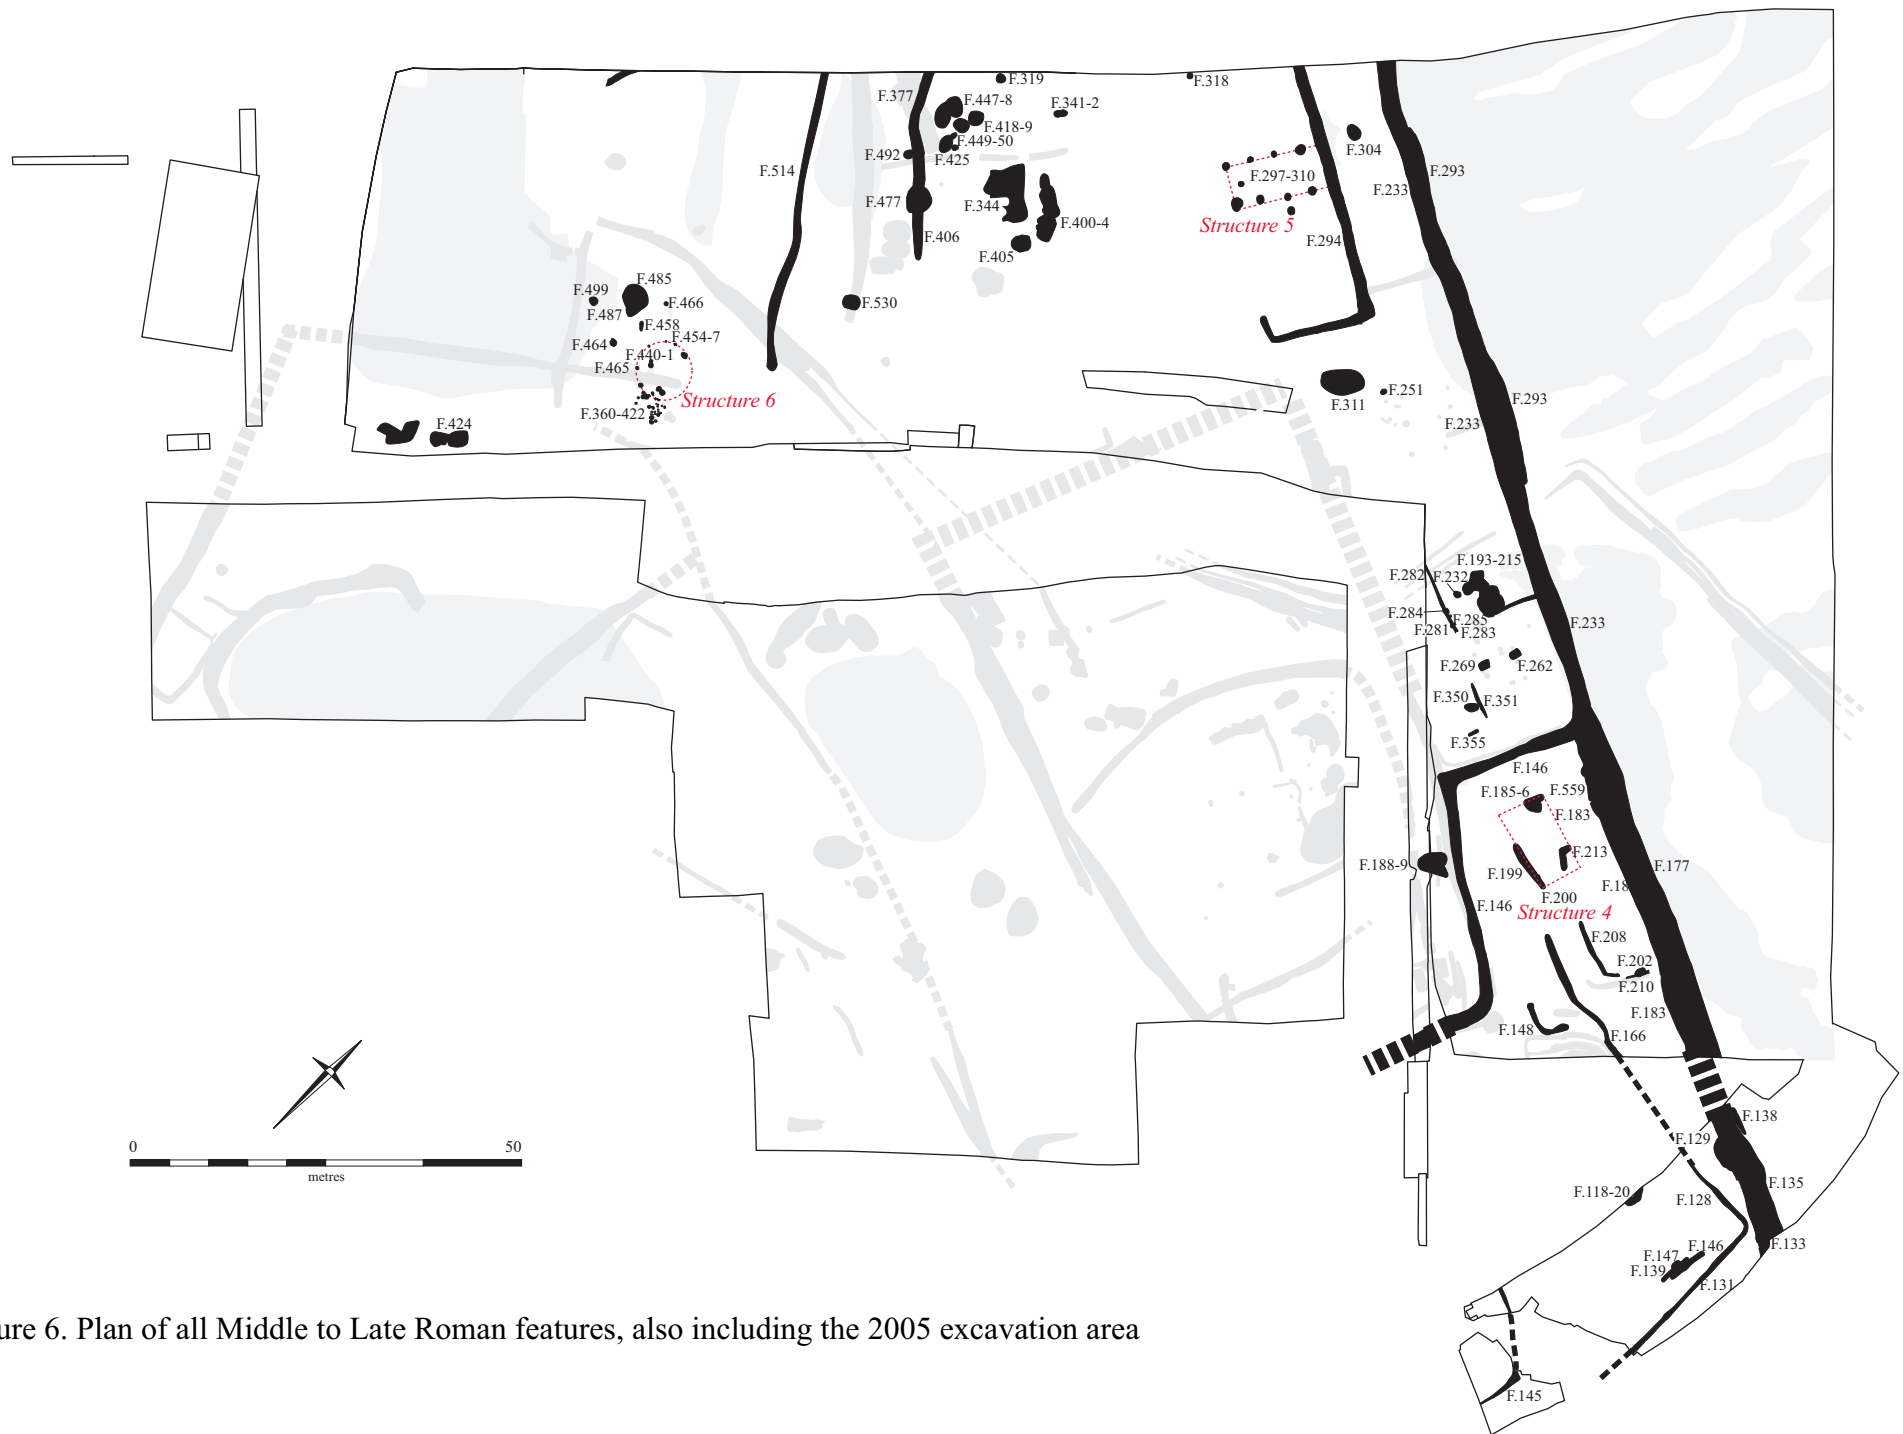 F.319
F.318
F.377
F.447-8
F.341-2
F.418-9
F.449-50
F.304
F.492
F.425
F.514
F.293
F.297-310
F.233
F.477
F.344
Structure 5
F.400-4
F.406
F.294
F.405
F.485
F.499
F.466
F.530
F.487
F.458
F.464
F.454-7
F.440-1
F.465
F.251
Structure 6
F.311
F.293
F.360-422
F.424
F.233
F.193-215
F.282
F.232
F.284
F.285
F.281
F.283
F.233
F.269
F.262
F.350
F.351
F.355
F.146
F.185-6
F.559
F.183
F.213
F.188-9
F.199
F.177
F.18
F.200
F.146
Structure 4
F.208
F.202
F.210
F.183
F.148
F.166
F.138
F.129
0
50
metres
F.135
F.118-20
F.128
F.146
F.133
F.147
F.139
F.131
ure 6. Plan of all Middle to Late Roman features, also including the 2005 excavation area
F.145